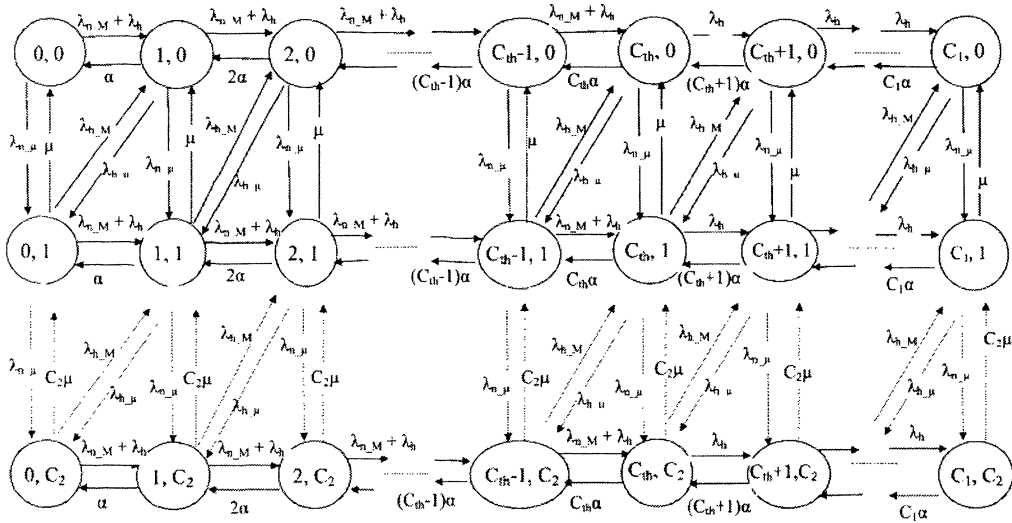 λn_M + λh λn_M + λh λn_M + λh λn_M + λh λh λh λh
0, 0 1, 0 2, 0 ........ Cth-1, 0 Cth, 0 Cth+1, 0 ........ C1, 0
α 2α (Cth-1)α Cthα (Cth+1)α C1α
λn_μ μ λh_M λh_μ λn_μ μ λh_M λh_μ λn_μ μ λn_μ μ λh_M λh_μ λn_μ μ λh_M λh_μ λn_μ μ λh_M λh_μ λn_μ μ
λn_M + λh λn_M + λh λn_M + λh λn_M + λh λh λh
0, 1 1, 1 2, 1 ........ Cth-1, 1 Cth, 1 Cth+1, 1 ........ C1, 1
α 2α (Cth-1)α Cthα (Cth+1)α C1α
λn_μ C2μ λh_M λh_μ λn_μ C2μ λh_M λh_μ λn_μ C2μ λn_μ C2μ λh_M λh_μ λn_μ C2μ λh_M λh_μ λn_μ C2μ λh_M λh_μ λn_μ C2μ
λn_M + λh λn_M + λh λn_M + λh λn_M + λh λh λh
0, C2 1, C2 2, C2 ........ Cth-1, C2 Cth, C2 Cth+1, C2 ........ C1, C2
α 2α (Cth-1)α Cthα (Cth+1)α C1α